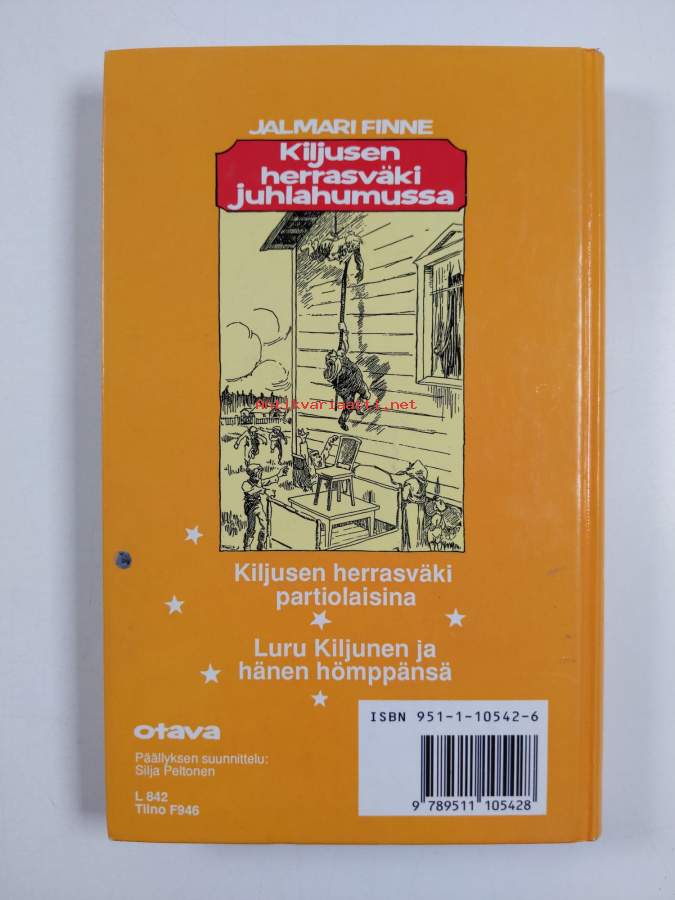 JALMARI FINNE
Kiljusen
herrasväki
juhlahumussa
Antikvariaatti.net
Kiljusen herrasväki
partiolaisina
Luru Kiljunen ja
hänen hömppänsä
ISBN 951-1-10542-6
otava
Päällyksen suunnittelu:
Silja Peltonen
L 842
Tilno F946
9 789511 105428